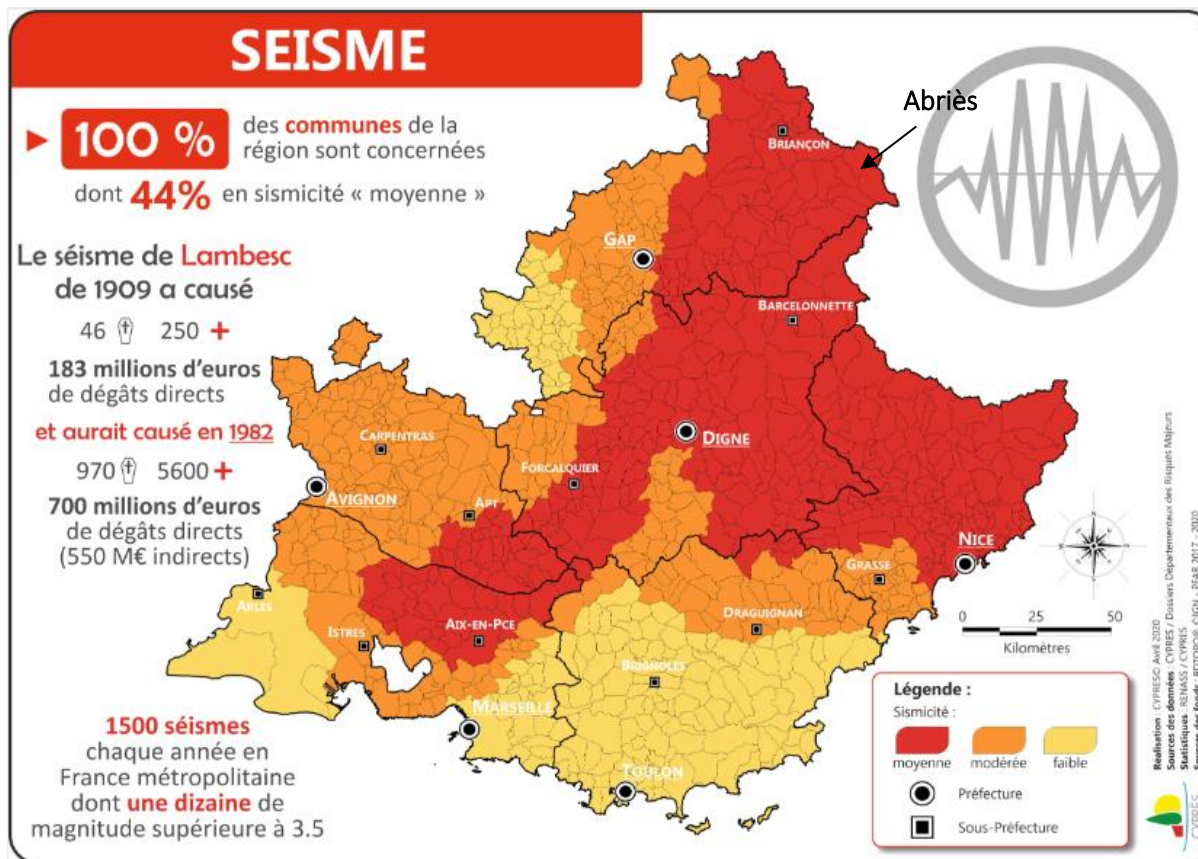 SEISME
100 %
des communes de la
région sont concernées
dont 44% en sismicité « moyenne »
Le séisme de Lambesc
de 1909 a causé
46 250 +
183 millions d'euros
de dégâts directs
et aurait causé en 1982
970 5600 +
700 millions d'euros
de dégâts directs
(550 M€ indirects)
1500 séismes
chaque année en
France métropolitaine
dont une dizaine de
magnitude supérieure à 3.5
Abriès
BRIANÇON
GAP
BARCELONNETTE
DIGNE
CARPENTRAS
FORCALQUIER
AVIGNON
APT
NICE
GRASSE
ARLES
ISTRES
AIX-EN-PCE
DRAGUIGNAN
BRIGNOLES
MARSEILLE
TOULON
0 25 50
Kilomètres
Légende :
Sismicité :
moyenne modérée faible
Préfecture
Sous-Préfecture
Réalisation : CYPRES© Avril 2020
Sources des données : CYPRES / Dossiers Départementaux des Risques Majeurs
Statistiques : RENASS / CYPRES
CYPRES